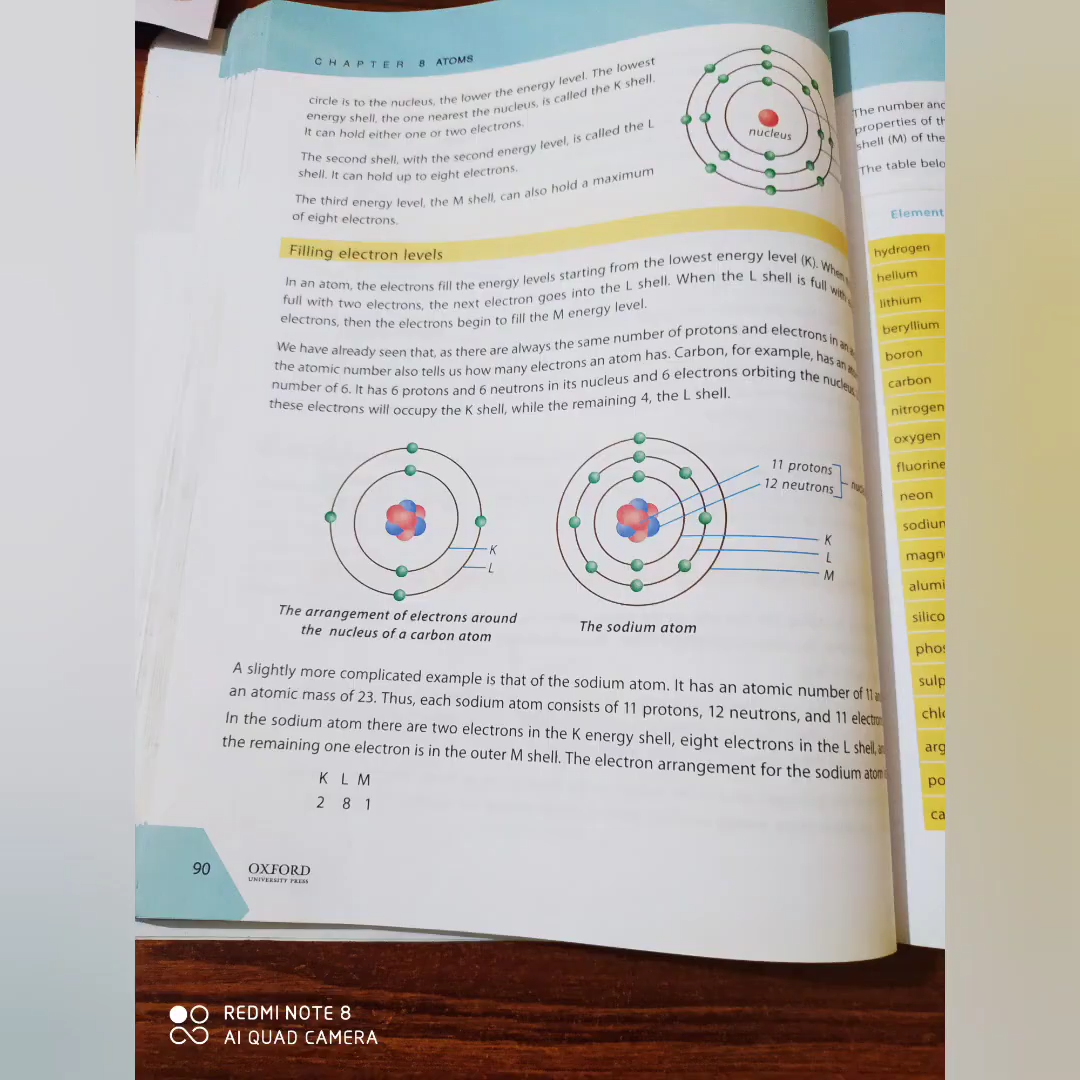 CHAPTER 8 ATOMS
circle is to the nucleus, the lower the energy level. The lowest
energy shell, the one nearest the nucleus, is called the K shell.
It can hold either one or two electrons.
The second shell, with the second energy level, is called the L
shell. It can hold up to eight electrons.
The third energy level, the M shell, can also hold a maximum
of eight electrons.
nucleus
Filling electron levels
In an atom, the electrons fill the energy levels starting from the lowest energy level (K). When
full with two electrons, the next electron goes into the L shell. When the L shell is full with
electrons, then the electrons begin to fill the M energy level.
We have already seen that, as there are always the same number of protons and electrons in an
the atomic number also tells us how many electrons an atom has. Carbon, for example, has an
number of 6. It has 6 protons and 6 neutrons in its nucleus and 6 electrons orbiting the nucleus
these electrons will occupy the K shell, while the remaining 4, the L shell.
K
L
The arrangement of electrons around
the nucleus of a carbon atom
11 protons
12 neutrons
K
L
M
The sodium atom
A slightly more complicated example is that of the sodium atom. It has an atomic number of 11
an atomic mass of 23. Thus, each sodium atom consists of 11 protons, 12 neutrons, and 11 electro
In the sodium atom there are two electrons in the K energy shell, eight electrons in the L shell,
the remaining one electron is in the outer M shell. The electron arrangement for the sodium atom
K L M
2 8 1
90
OXFORD
UNIVERSITY PRESS
The number and
properties of th
shell (M) of the
The table belo
Element
hydrogen
helium
lithium
beryllium
boron
carbon
nitrogen
oxygen
fluorine
neon
sodium
magn
alumi
silico
phos
sulp
chlo
arg
po
ca
REDMI NOTE 8
AI QUAD CAMERA